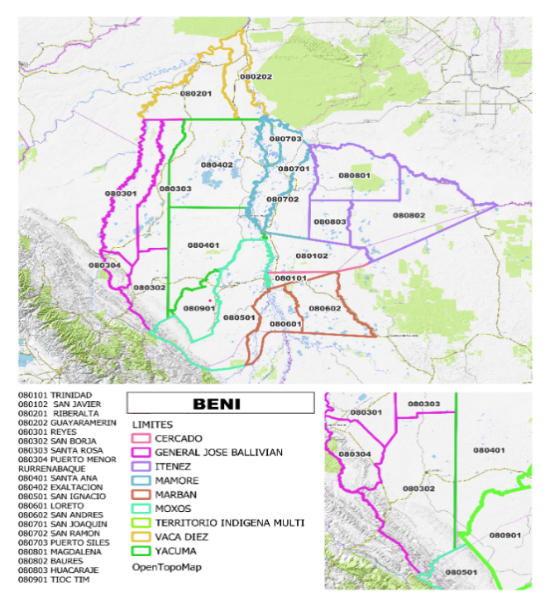 080202
080201
080703
080402
080701
080801
080301
080303
080702
080803
080802
080401
080102
080304
080302
080101
080901
080501
080602
080601
080101 TRINIDAD
080102 SAN JAVIER
080201 RIBERALTA
080202 GUAYARAMERIN
080301 REYES
080302 SAN BORJA
080303 SANTA ROSA
080304 PUERTO MENOR
RURRENABAQUE
080401 SANTA ANA
080402 EXALTACION
080501 SAN IGNACIO
080601 LORETO
080602 SAN ANDRES
080701 SAN JOAQUIN
080702 SAN RAMON
080703 PUERTO SILES
080801 MAGDALENA
080802 BAURES
080803 HUACARAJE
080901 TIOC TIM
BENI
LIMITES
CERCADO
GENERAL JOSE BALLIVIAN
ITENEZ
MAMORE
MARBAN
MOXOS
TERRITORIO INDIGENA MULTI
VACA DIEZ
YACUMA
OpenTopoMap
080303
080301
080304
080401
080302
080901
080501